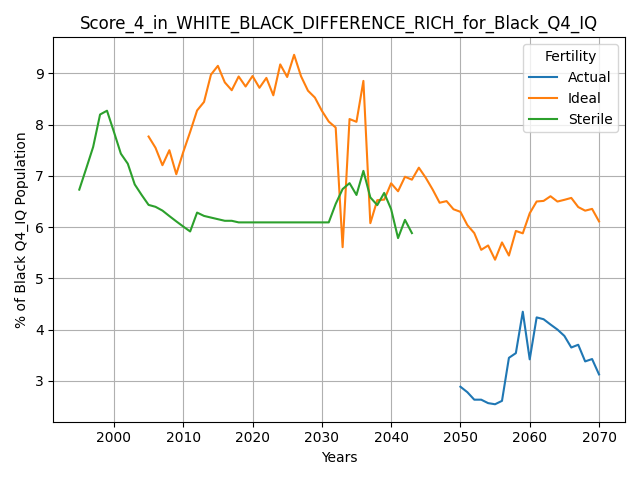 Score_4_in_WHITE_BLACK_DIFFERENCE_RICH_for_Black_Q4_IQ
% of Black Q4_IQ Population
9
8
7
6
5
4
3
Fertility
Actual
Ideal
Sterile
2000 2010 2020 2030 2040 2050 2060 2070
Years